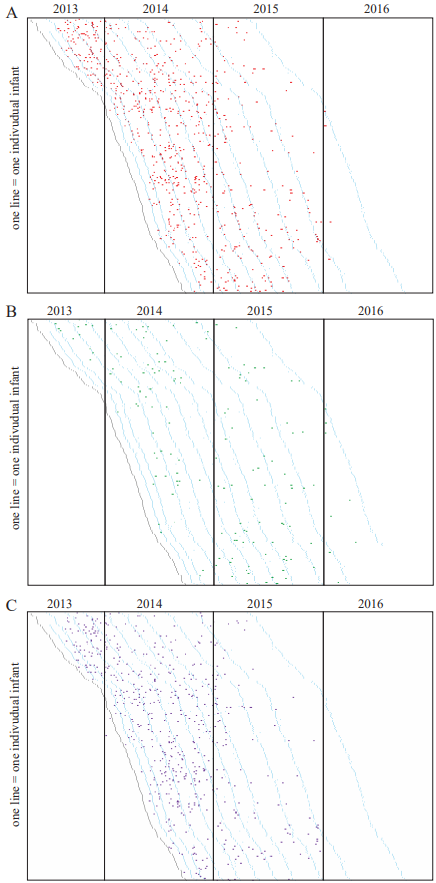 A
2013 2014 2015 2016
one line = one indivudual infant
B
2013 2014 2015 2016
one line = one indivudual infant
C
2013 2014 2015 2016
one line = one indivudual infant